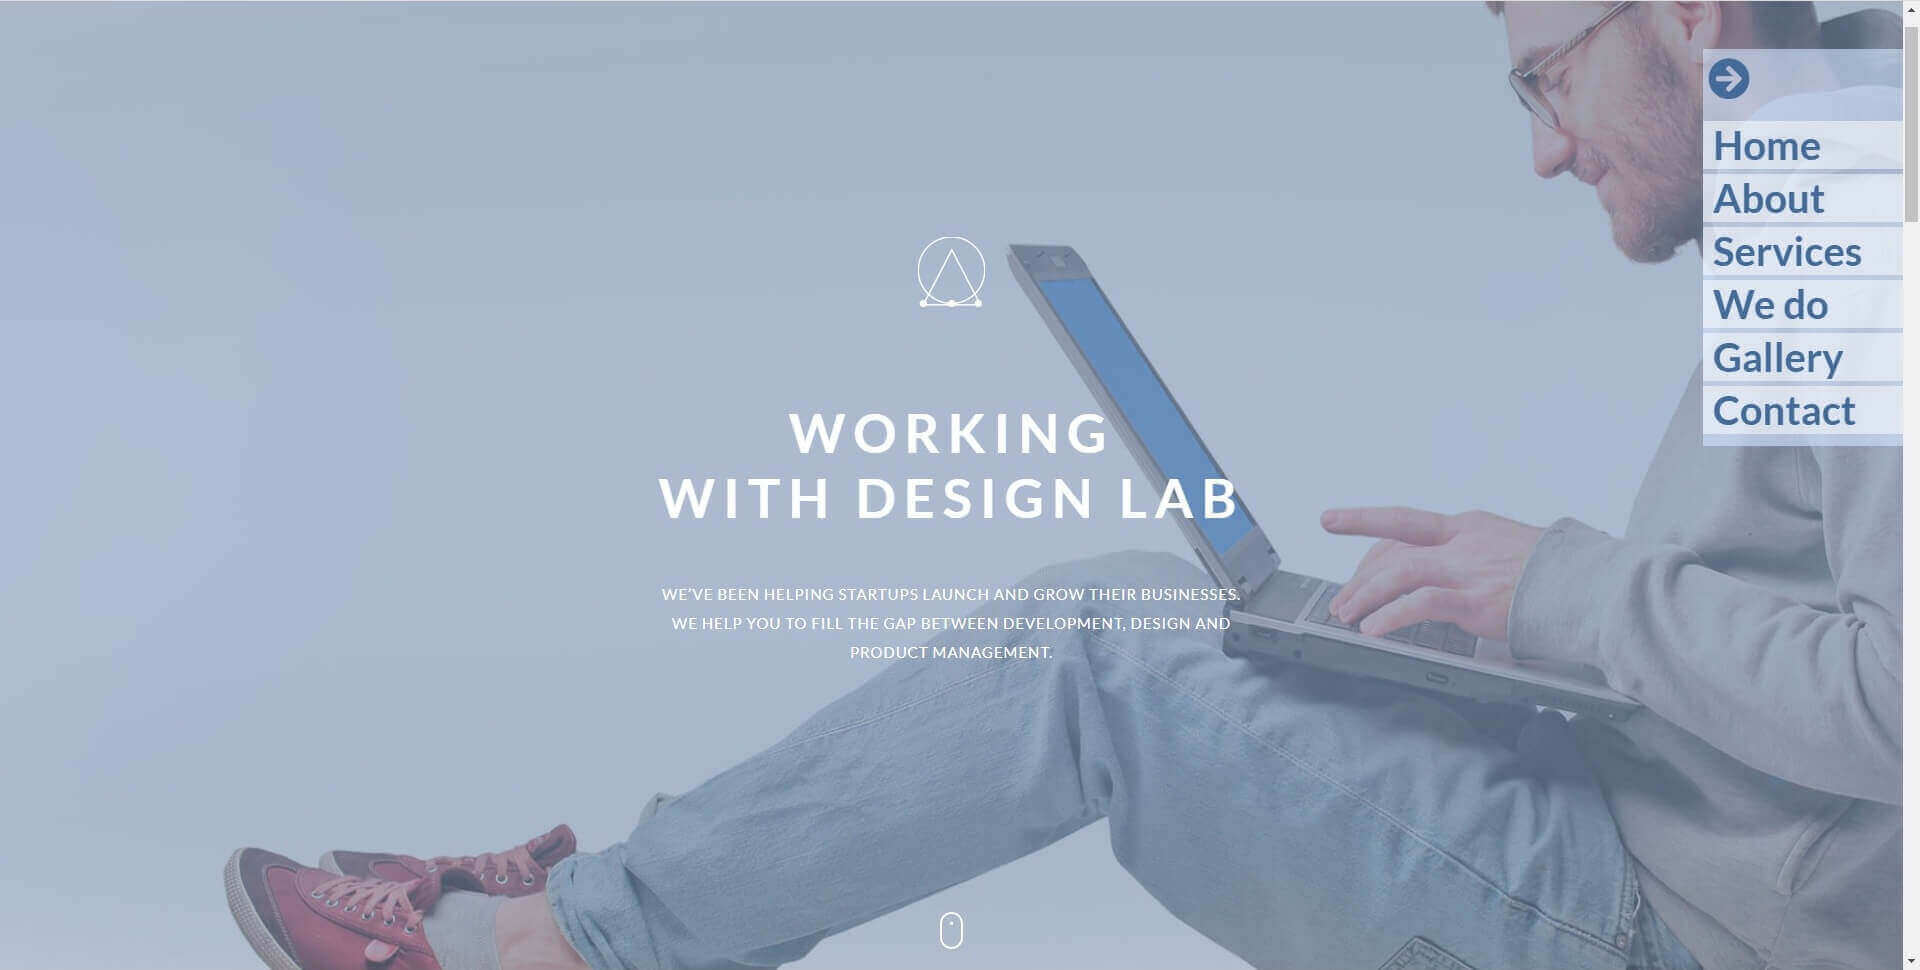 Home
About
Services
We do
Gallery
Contact
WORKING
WITH DESIGN LAB
WE’VE BEEN HELPING STARTUPS LAUNCH AND GROW THEIR BUSINESSES.
WE HELP YOU TO FILL THE GAP BETWEEN DEVELOPMENT, DESIGN AND
PRODUCT MANAGEMENT.